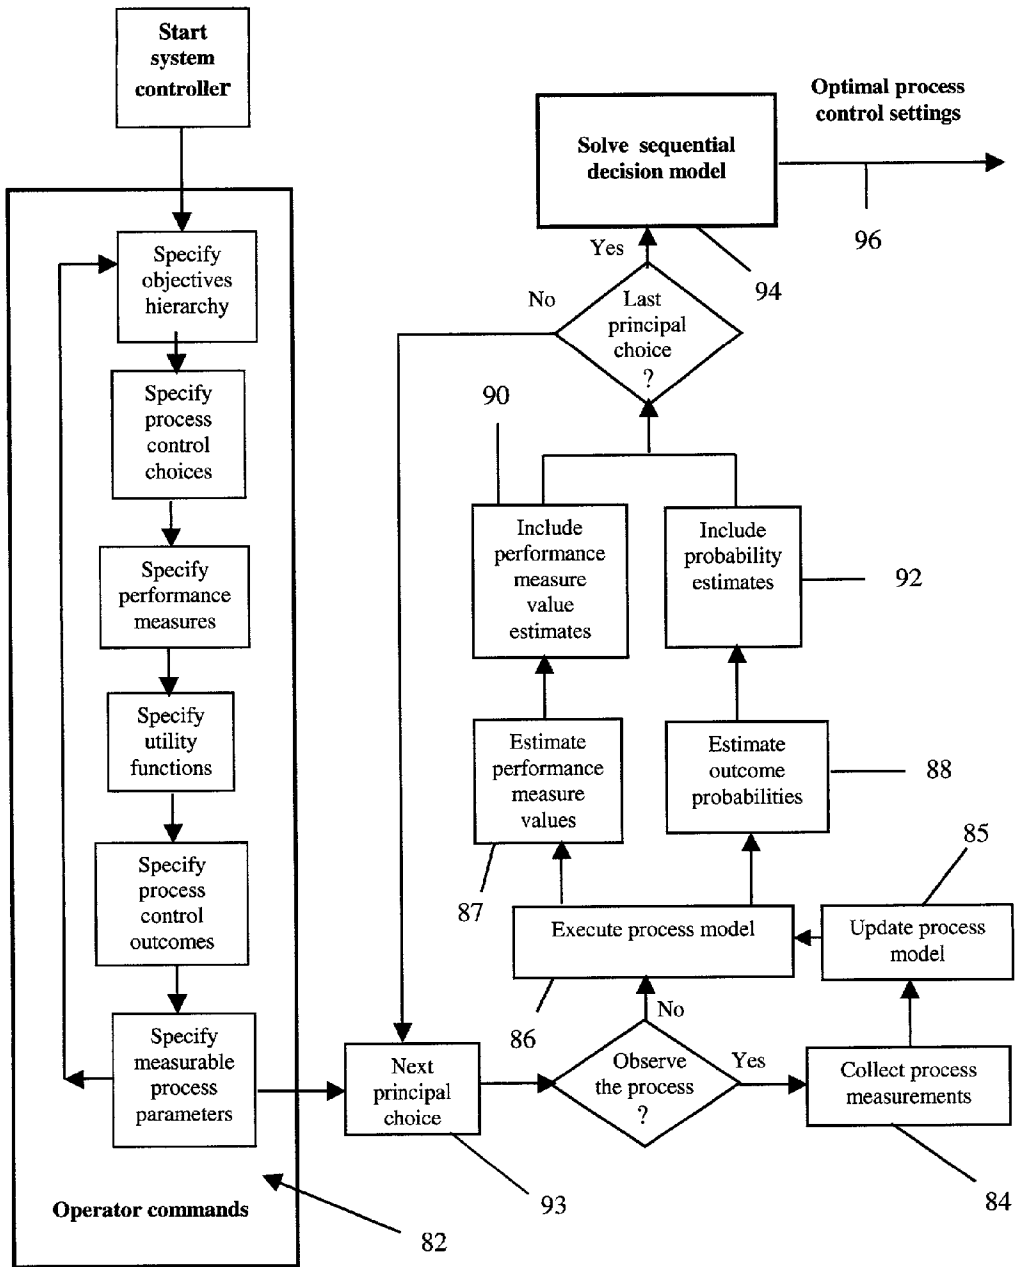 Start
system
controller
Specify
objectives
hierarchy
Specify
process
control
choices
Specify
performance
measures
Specify
utility
functions
Specify
process
control
outcomes
Specify
measurable
process
parameters
Operator commands
82
Next
principal
choice
93
Observe
the process
?
No
Yes
Collect process
measurements
84
Update process
model
85
Execute process model
86
Estimate
performance
measure
values
87
Estimate
outcome
probabilities
88
Include
performance
measure
value
estimates
90
Include
probability
estimates
92
Last
principal
choice
?
No
Yes
Solve sequential
decision model
94
Optimal process
control settings
96